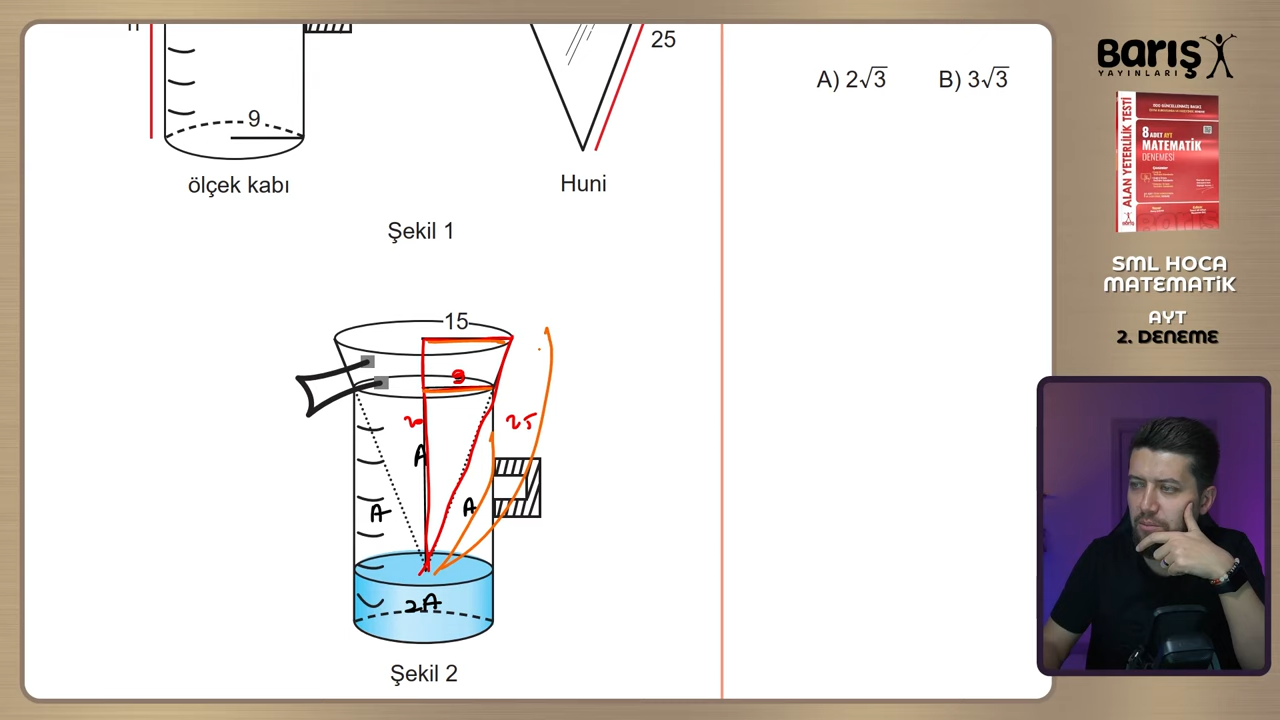 25
9
ölçek kabı
Huni
Şekil 1
15
9
20
25
A
A
A
2A
Şekil 2
A) 2√3 B) 3√3
BARIŞ
YAYINLARI
ALAN YETERLİLİK TESTİ
8 ADET AYT
MATEMATİK
DENEMESİ
SML HOCA
MATEMATİK
AYT
2. DENEME